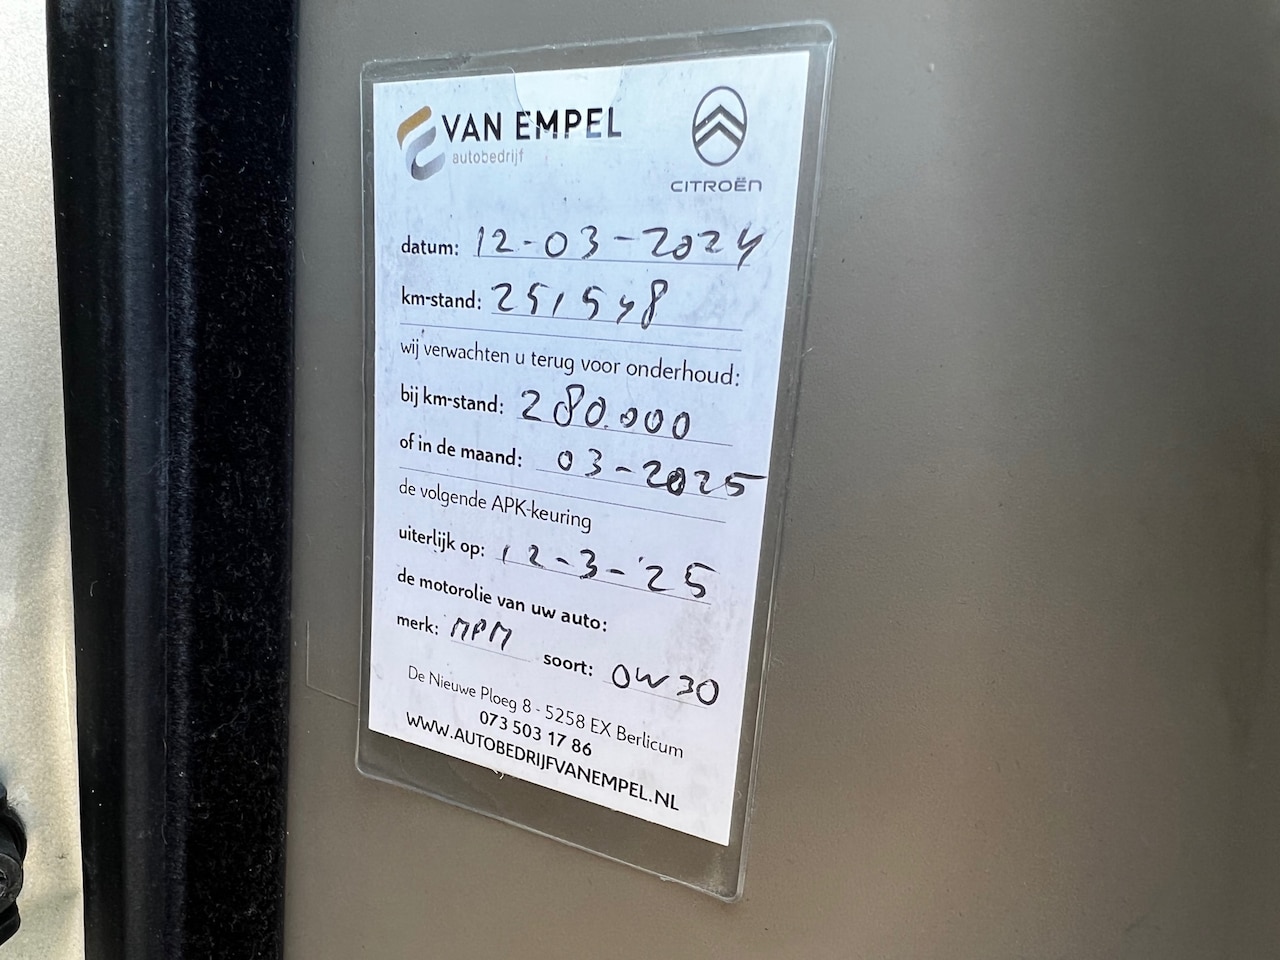 VAN EMPEL
autobedrijf
CITROËN
datum: 12-03-2024
km-stand: 251548
wij verwachten u terug voor onderhoud:
bij km-stand: 280.000
of in de maand: 03-2025
de volgende APK-keuring
uiterlijk op: 12-3-'25
de motorolie van uw auto:
merk: MPM soort: 0W30
De Nieuwe Ploeg 8 - 5258 EX Berlicum
073 503 17 86
WWW.AUTOBEDRIJFVANEMPEL.NL